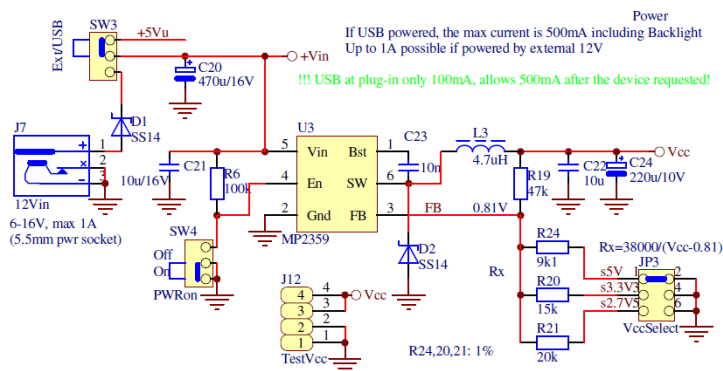 Power
If USB powered, the max current is 500mA including Backlight
Up to 1A possible if powered by external 12V
!!! USB at plug-in only 100mA, allows 500mA after the device requested!
SW3
+5Vu
Ext/USB
+Vin
C20
470u/16V
J7
+ 1
× 2
- 3
12Vin
6-16V, max 1A
(5.5mm pwr socket)
D1
SS14
C21
10u/16V
R6
100k
SW4
Off
On
PWRon
U3
5 Vin Bst 1
4 En SW 6
2 Gnd FB 3
MP2359
C23
10n
L3
4.7uH
D2
SS14
FB 0.81V
R19
47k
C22
10u
C24
220u/10V
Vcc
Rx
R24
9k1
R20
15k
R21
20k
Rx=38000/(Vcc-0.81)
JP3
s5V 1 2
s3.3V 3 4
s2.7V 5 6
VccSelect
R24,20,21: 1%
J12
4 4 Vcc
3 3
2 2
1 1
TestVcc